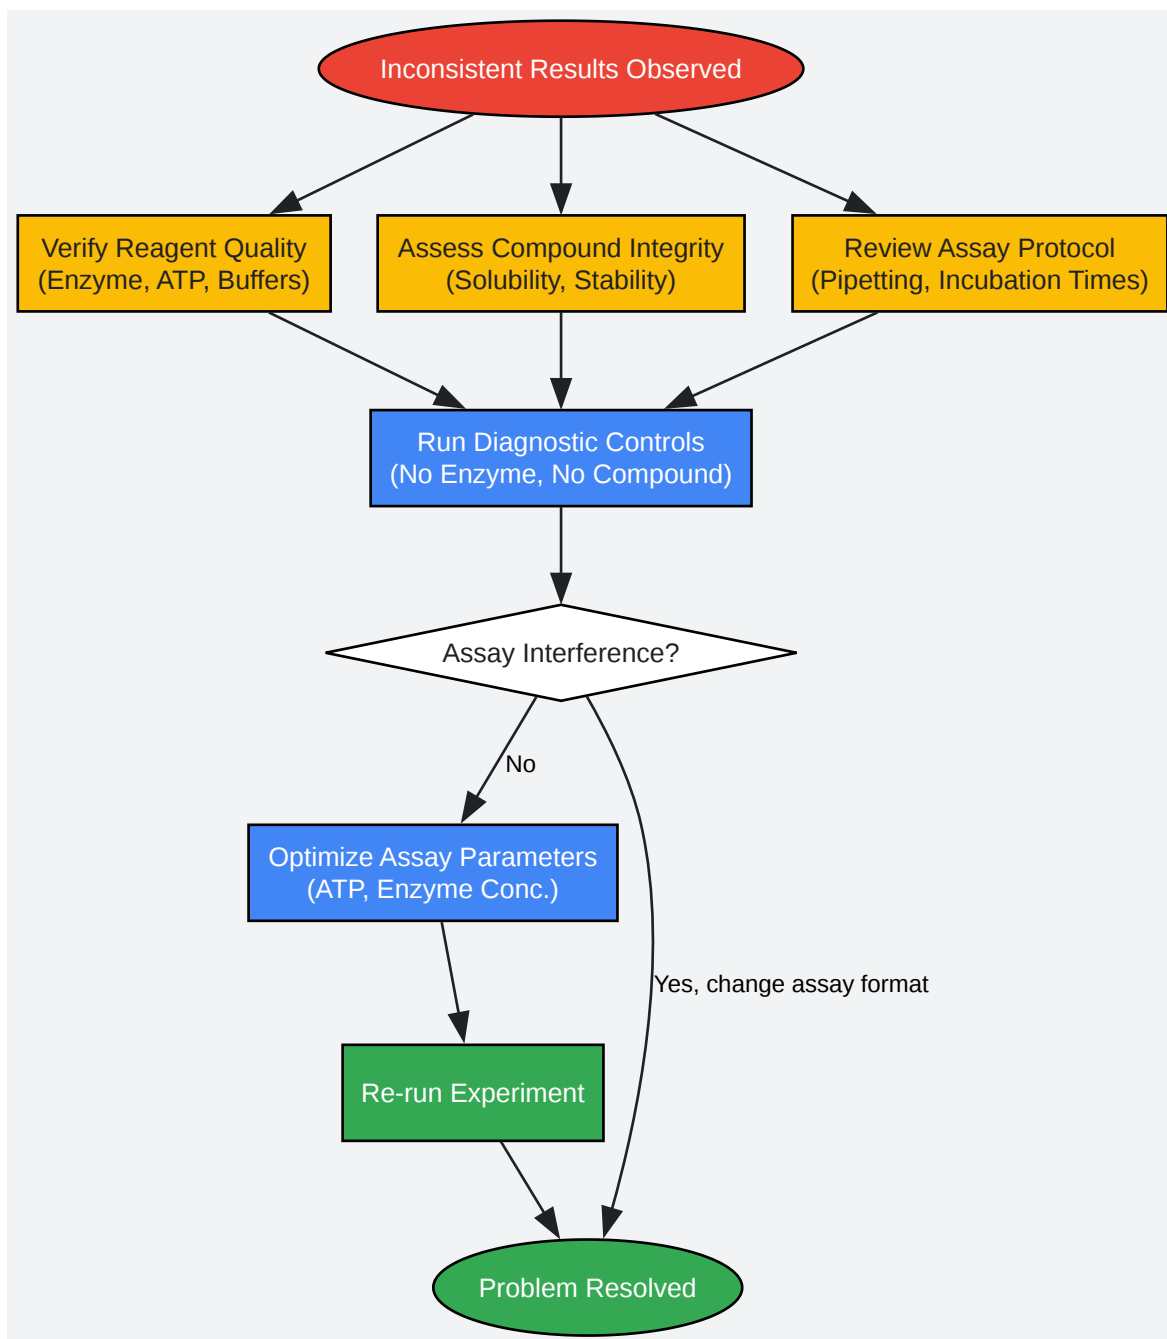 Inconsistent Results Observed
Verify Reagent Quality
(Enzyme, ATP, Buffers)
Assess Compound Integrity
(Solubility, Stability)
Review Assay Protocol
(Pipetting, Incubation Times)
Run Diagnostic Controls
(No Enzyme, No Compound)
Assay Interference?
No
Optimize Assay Parameters
(ATP, Enzyme Conc.)
Yes, change assay format
Re-run Experiment
Problem Resolved